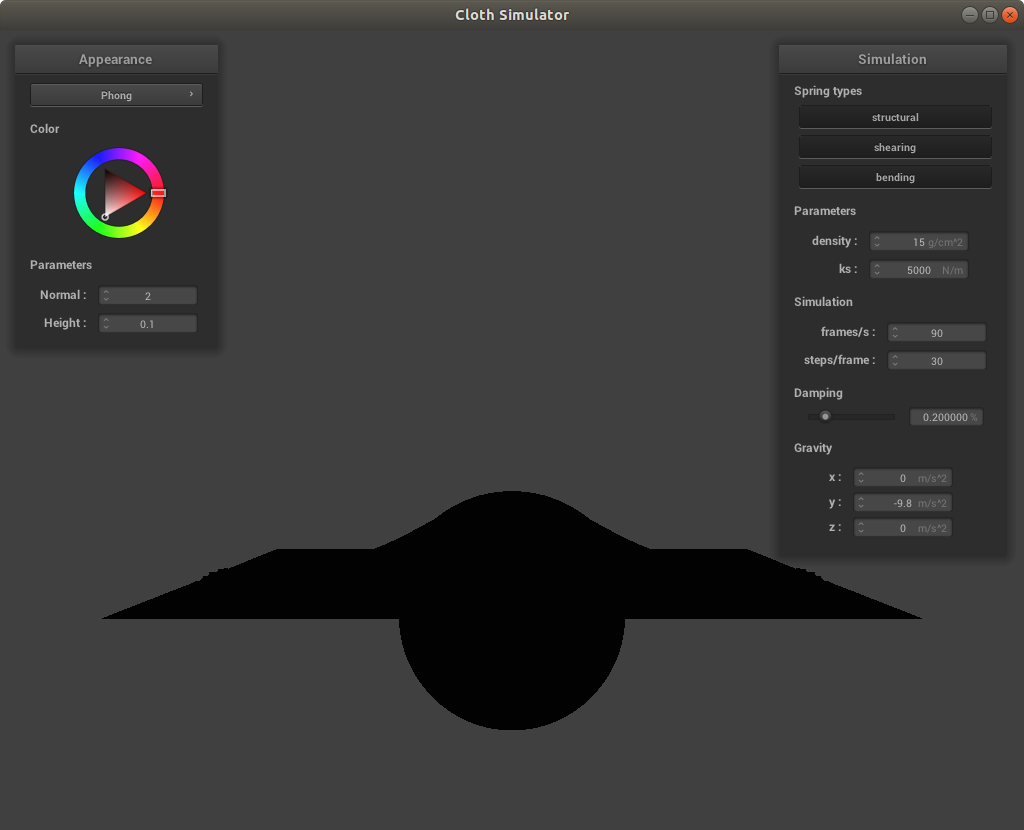 Cloth Simulator
Appearance
Phong
Color
Parameters
Normal : 2
Height : 0.1
Simulation
Spring types
structural
shearing
bending
Parameters
density : 15 g/cm^2
ks : 5000 N/m
Simulation
frames/s : 90
steps/frame : 30
Damping
0.200000 %
Gravity
x : 0 m/s^2
y : -9.8 m/s^2
z : 0 m/s^2